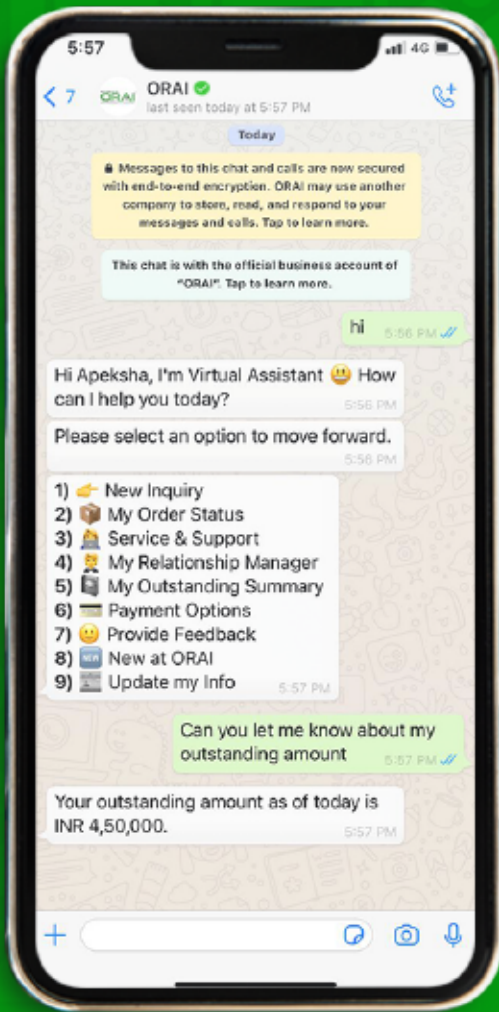 5:57
4G
7
ORAI
ORAI
last seen today at 5:57 PM
Today
Messages to this chat and calls are now secured
with end-to-end encryption. ORAI may use another
company to store, read, and respond to your
messages and calls. Tap to learn more.
This chat is with the official business account of
"ORAI". Tap to learn more.
hi 5:56 PM
Hi Apeksha, I'm Virtual Assistant 😃 How
can I help you today?
5:56 PM
Please select an option to move forward.
5:56 PM
1) 👉 New Inquiry
2) 📦 My Order Status
3) Service & Support
4) My Relationship Manager
5) My Outstanding Summary
6) 💳 Payment Options
7) 🙂 Provide Feedback
8) 🆕 New at ORAI
9) Update my Info
5:57 PM
Can you let me know about my
outstanding amount 5:57 PM
Your outstanding amount as of today is
INR 4,50,000.
5:57 PM